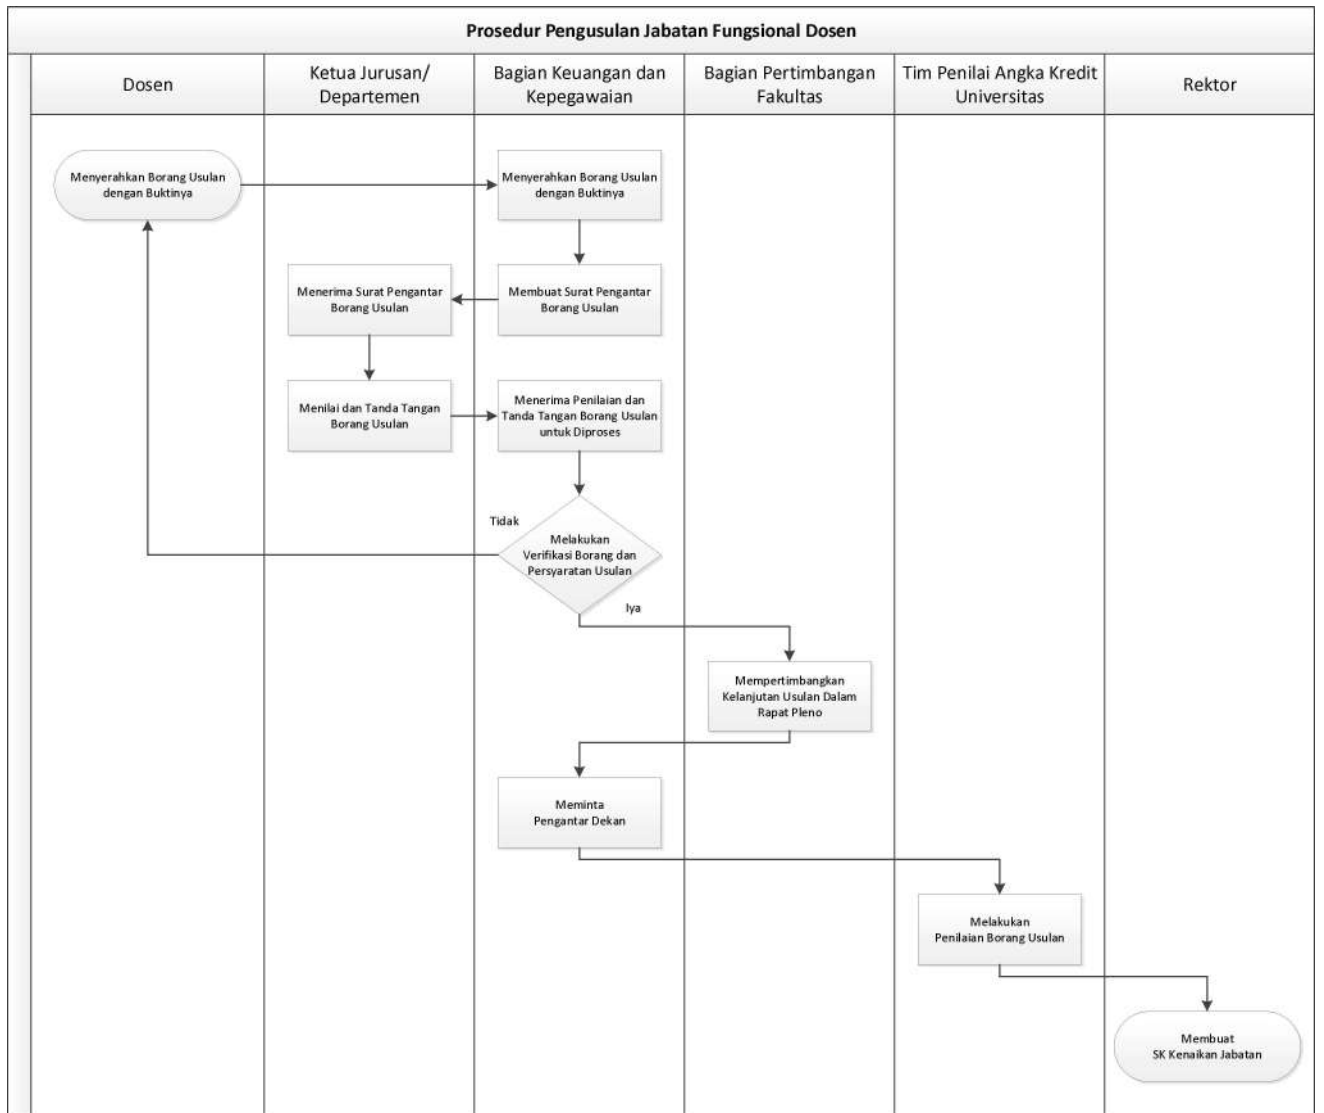 Prosedur Pengusulan Jabatan Fungsional Dosen
Dosen
Ketua Jurusan/
Departemen
Bagian Keuangan dan
Kepegawaian
Bagian Pertimbangan
Fakultas
Tim Penilai Angka Kredit
Universitas
Rektor
Menyerahkan Borang Usulan
dengan Buktinya
Menyerahkan Borang Usulan
dengan Buktinya
Menerima Surat Pengantar
Borang Usulan
Membuat Surat Pengantar
Borang Usulan
Menilai dan Tanda Tangan
Borang Usulan
Menerima Penilaian dan
Tanda Tangan Borang Usulan
untuk Diproses
Tidak
Melakukan
Verifikasi Borang dan
Persyaratan Usulan
Iya
Mempertimbangkan
Kelanjutan Usulan Dalam
Rapat Pleno
Meminta
Pengantar Dekan
Melakukan
Penilaian Borang Usulan
Membuat
SK Kenaikan Jabatan